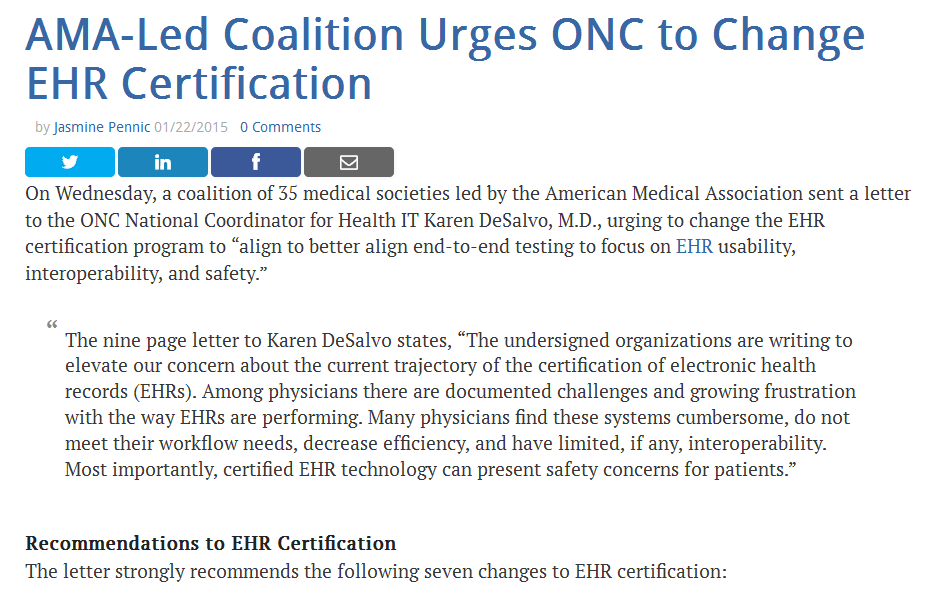 AMA-Led Coalition Urges ONC to Change
EHR Certification
by Jasmine Pennic 01/22/2015 0 Comments
in f
On Wednesday, a coalition of 35 medical societies led by the American Medical Association sent a letter
to the ONC National Coordinator for Health IT Karen DeSalvo, M.D., urging to change the EHR
certification program to “align to better align end-to-end testing to focus on EHR usability,
interoperability, and safety.”
“
The nine page letter to Karen DeSalvo states, “The undersigned organizations are writing to
elevate our concern about the current trajectory of the certification of electronic health
records (EHRs). Among physicians there are documented challenges and growing frustration
with the way EHRs are performing. Many physicians find these systems cumbersome, do not
meet their workflow needs, decrease efficiency, and have limited, if any, interoperability.
Most importantly, certified EHR technology can present safety concerns for patients.”
Recommendations to EHR Certification
The letter strongly recommends the following seven changes to EHR certification: